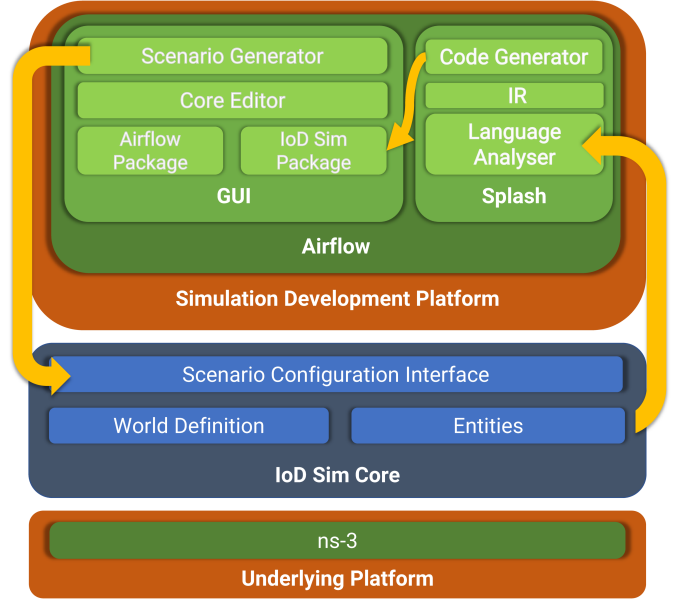 Scenario Generator
Core Editor
Airflow
Package
IoD Sim
Package
GUI
Code Generator
IR
Language
Analyser
Splash
Airflow
Simulation Development Platform
Scenario Configuration Interface
World Definition
Entities
IoD Sim Core
ns-3
Underlying Platform